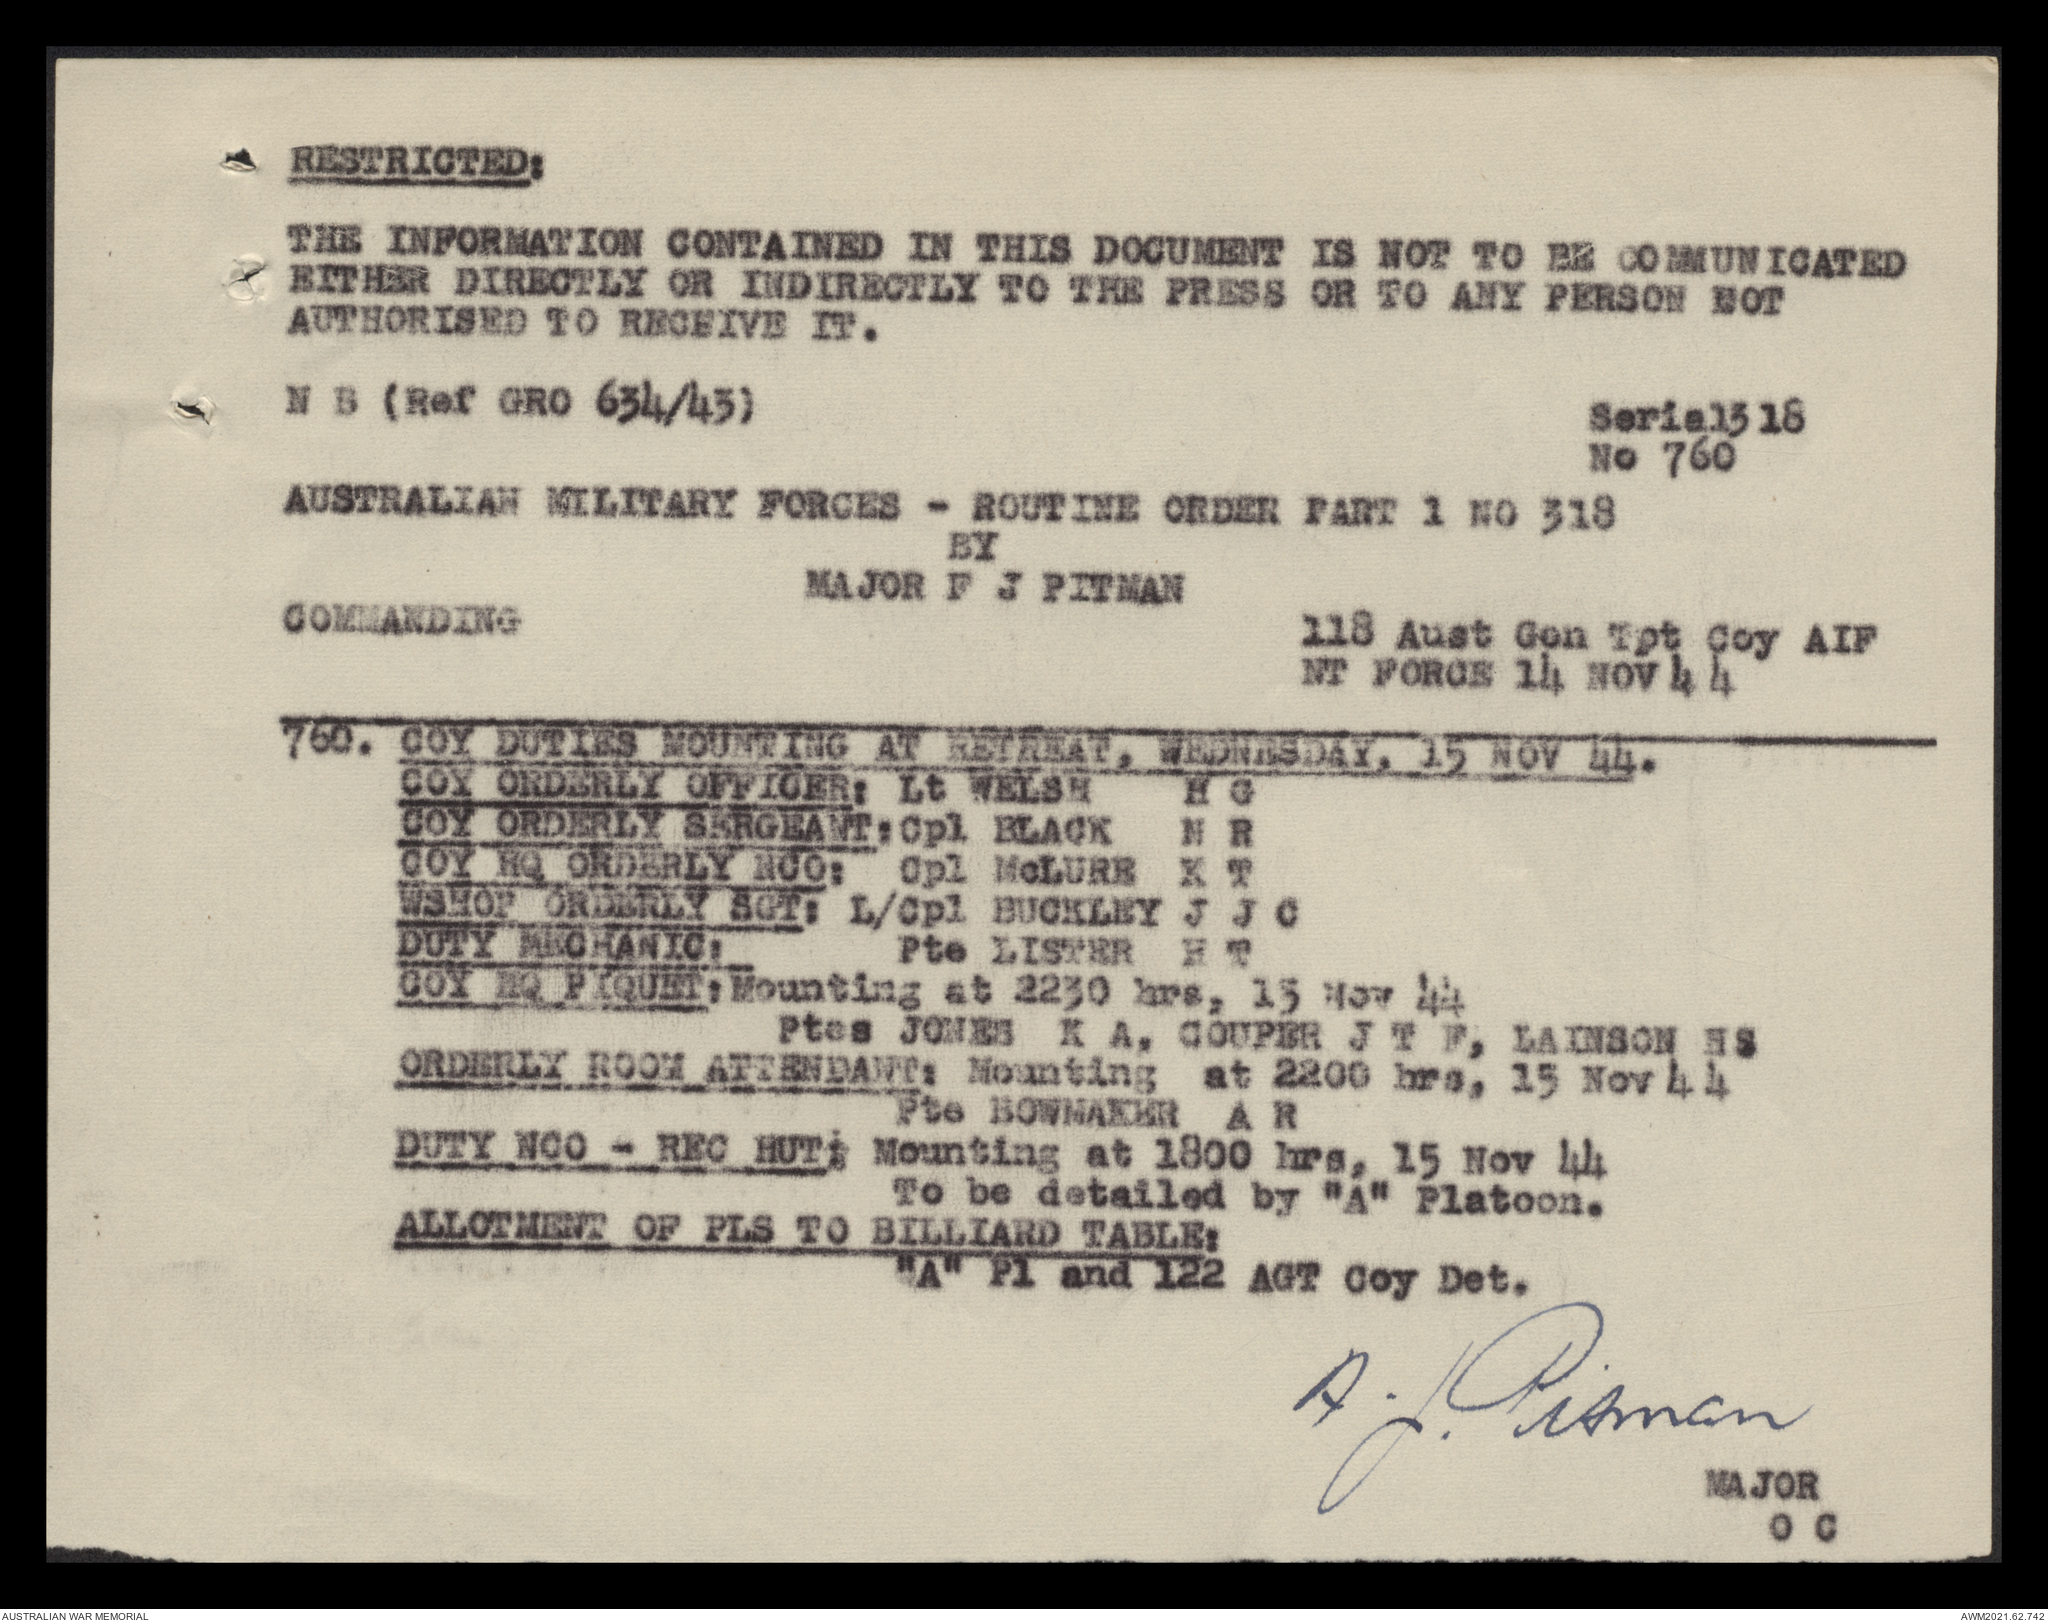 RESTRICTED:
THE INFORMATION CONTAINED IN THIS DOCUMENT IS NOT TO BE COMMUNICATED
EITHER DIRECTLY OR INDIRECTLY TO THE PRESS OR TO ANY PERSON NOT
AUTHORISED TO RECEIVE IT.
N B (Ref GRO 634/43)
Serial318
No 760
AUSTRALIAN MILITARY FORCES - ROUTINE ORDER PART 1 NO 318
BY
MAJOR F J PITMAN
COMMANDING
118 Aust Gen Tpt Coy AIF
NT FORCE 14 NOV 44
760. COY DUTIES MOUNTING AT RETREAT, WEDNESDAY, 15 NOV 44.
COY ORDERLY OFFICER: Lt WELSH H G
COY ORDERLY SERGEANT: Cpl BLACK N R
COY HQ ORDERLY NCO: Cpl McLURE K T
WSHOP ORDERLY SGT: L/Cpl BUCKLEY J J C
DUTY MECHANIC: Pte LISTER H T
COY HQ PIQUET: Mounting at 2230 hrs, 15 Nov 44
Ptes JONES K A, COUPER J T F, LAINSON H S
ORDERLY ROOM ATTENDANT: Mounting at 2200 hrs, 15 Nov 44
Pte BOWMAKER A R
DUTY NCO - REC HUT: Mounting at 1800 hrs, 15 Nov 44
To be detailed by "A" Platoon.
ALLOTMENT OF PLS TO BILLIARD TABLE:
"A" Pl and 122 AGT Coy Det.
A. J. Pitman
MAJOR
O C
AUSTRALIAN WAR MEMORIAL
AWM2021.62.742